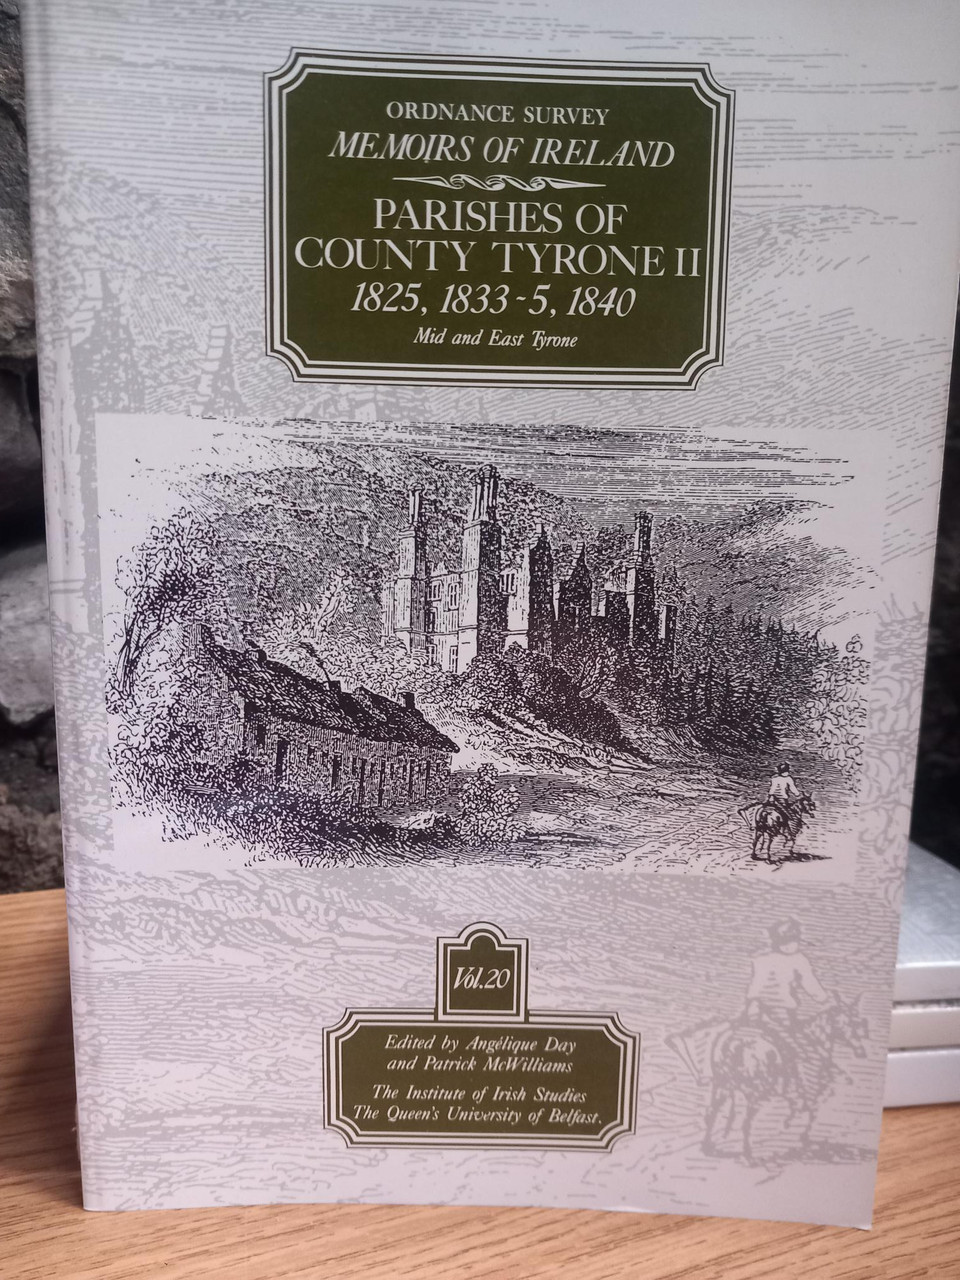 ORDNANCE SURVEY
MEMOIRS OF IRELAND
PARISHES OF
COUNTY TYRONE II
1825, 1833-5, 1840
Mid and East Tyrone
Vol.20
Edited by Angélique Day
and Patrick McWilliams
The Institute of Irish Studies
The Queen's University of Belfast.